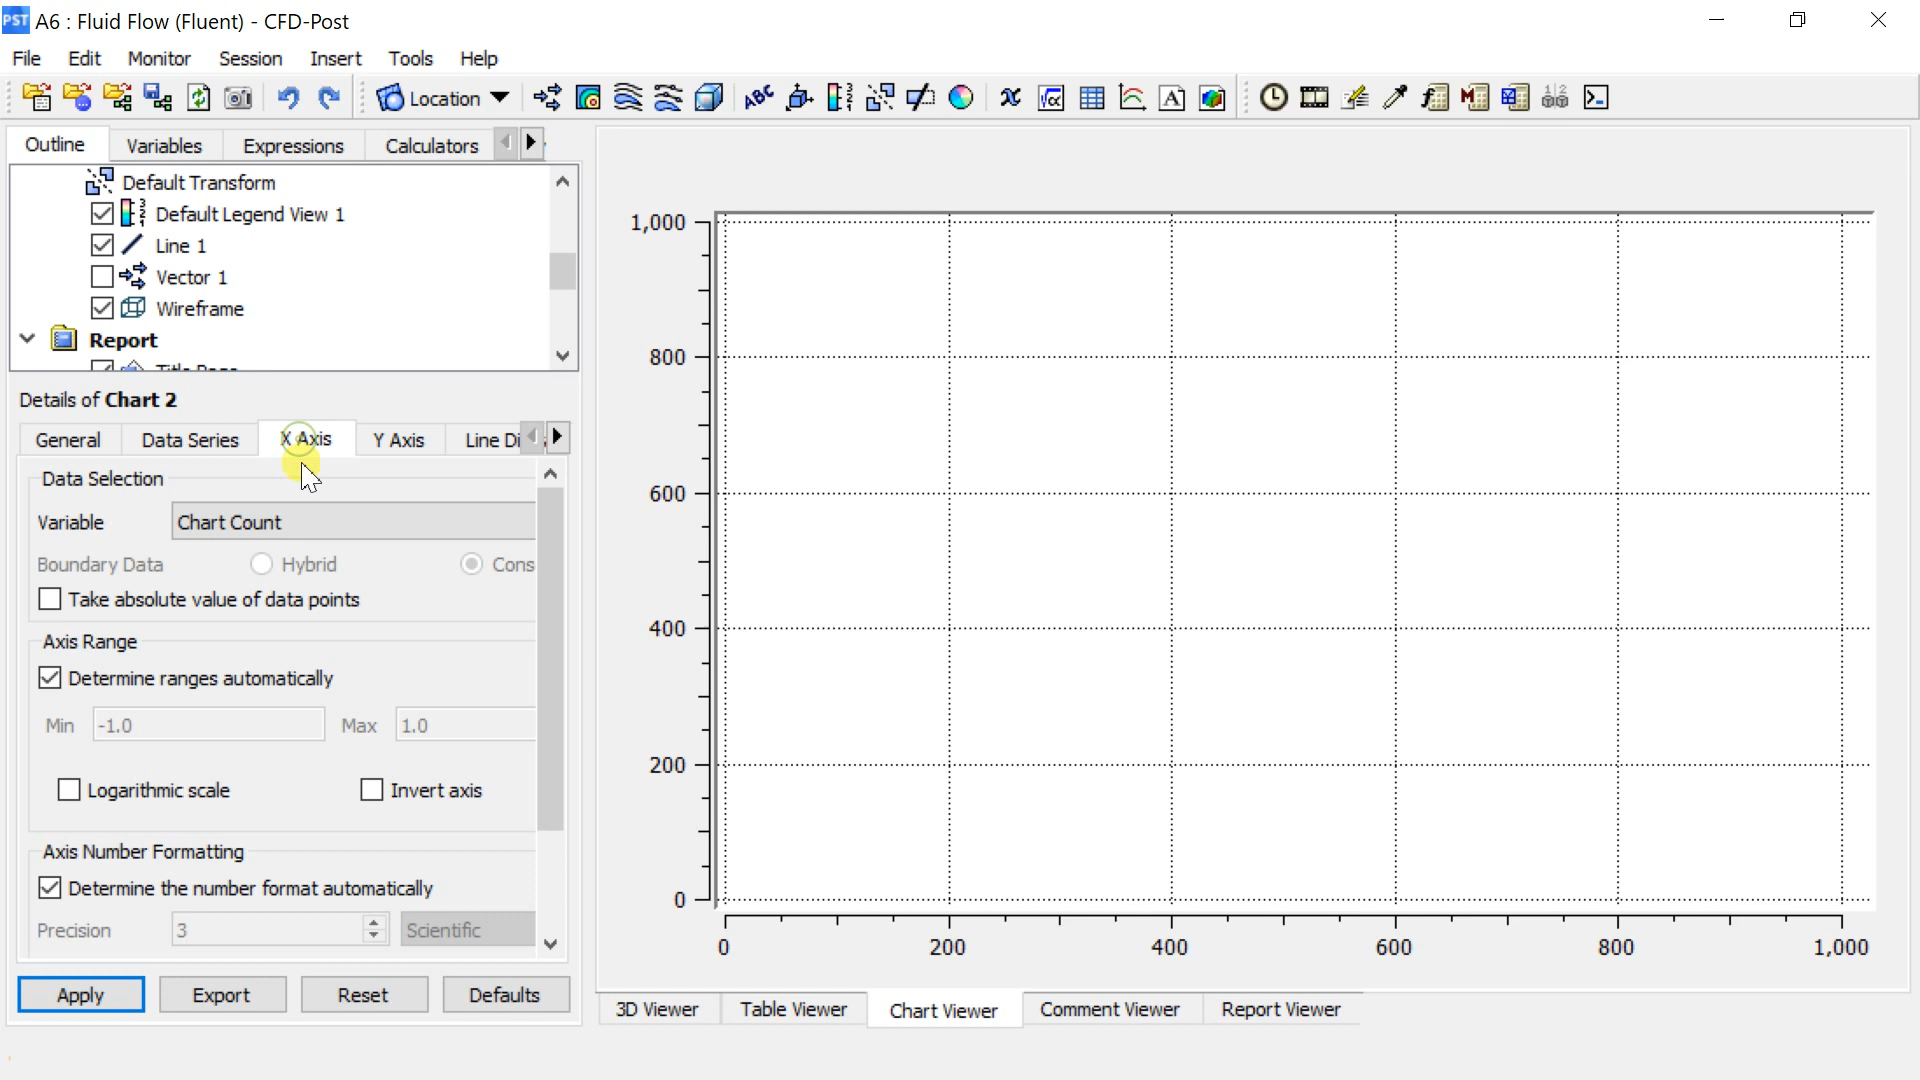 PST A6 : Fluid Flow (Fluent) - CFD-Post
File Edit Monitor Session Insert Tools Help
Location
Outline Variables Expressions Calculators
Default Transform
Default Legend View 1
Line 1
Vector 1
Wireframe
Report
Details of Chart 2
General Data Series X Axis Y Axis Line Di
Data Selection
Variable Chart Count
Boundary Data Hybrid Cons
Take absolute value of data points
Axis Range
Determine ranges automatically
Min -1.0 Max 1.0
Logarithmic scale Invert axis
Axis Number Formatting
Determine the number format automatically
Precision 3 Scientific
Apply Export Reset Defaults
1,000
800
600
400
200
0
0 200 400 600 800 1,000
3D Viewer Table Viewer Chart Viewer Comment Viewer Report Viewer